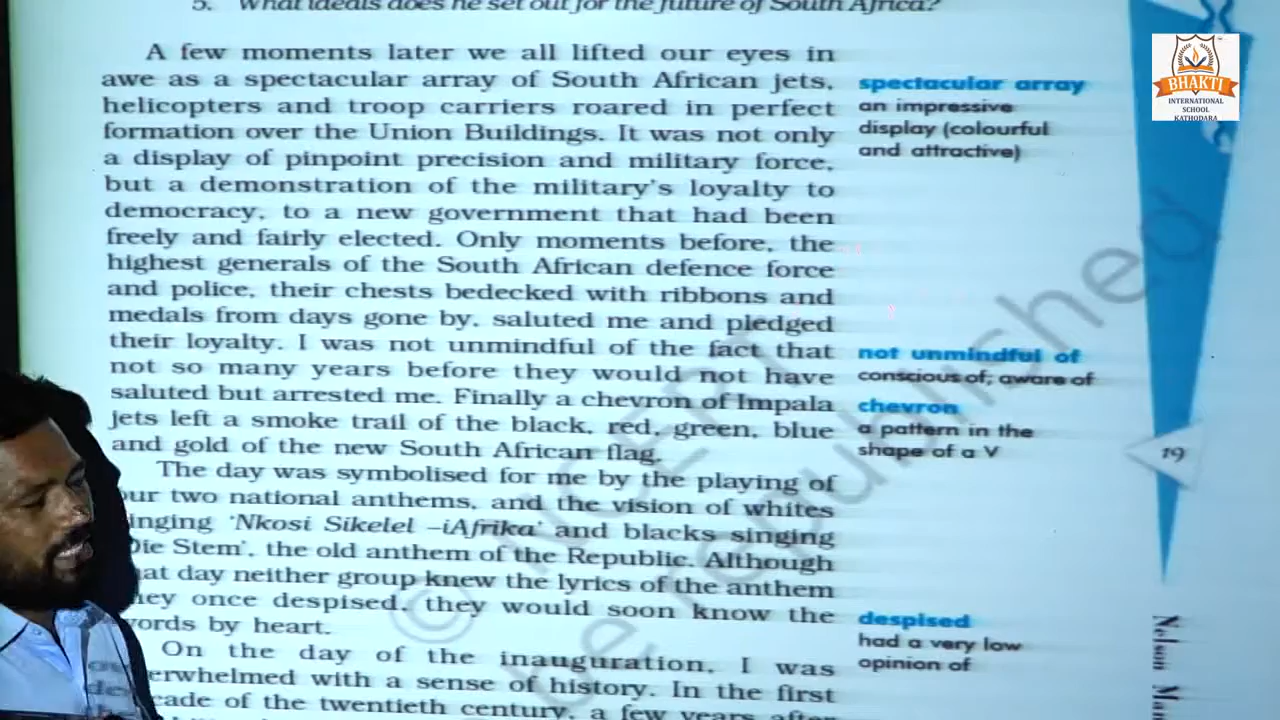 5. What ideals does he set out for the future of South Africa?
A few moments later we all lifted our eyes in
awe as a spectacular array of South African jets,
helicopters and troop carriers roared in perfect
formation over the Union Buildings. It was not only
a display of pinpoint precision and military force,
but a demonstration of the military's loyalty to
democracy, to a new government that had been
freely and fairly elected. Only moments before, the
highest generals of the South African defence force
and police, their chests bedecked with ribbons and
medals from days gone by, saluted me and pledged
their loyalty. I was not unmindful of the fact that
not so many years before they would not have
saluted but arrested me. Finally a chevron of Impala
jets left a smoke trail of the black, red, green, blue
and gold of the new South African flag.
The day was symbolised for me by the playing of
ur two national anthems, and the vision of whites
inging 'Nkosi Sikelel –iAfrika' and blacks singing
Die Stem', the old anthem of the Republic. Although
hat day neither group knew the lyrics of the anthem
hey once despised, they would soon know the
words by heart.
On the day of the inauguration, I was
erwhelmed with a sense of history. In the first
cade of the twentieth century, a few years after
spectacular array
an impressive
display (colourful
and attractive)
not unmindful of
conscious of; aware of
chevron
a pattern in the
shape of a V
despised
had a very low
opinion of
BHAKTI
INTERNATIONAL
SCHOOL
KATHODARA
19
Nelson Man
© NCERT
be republished